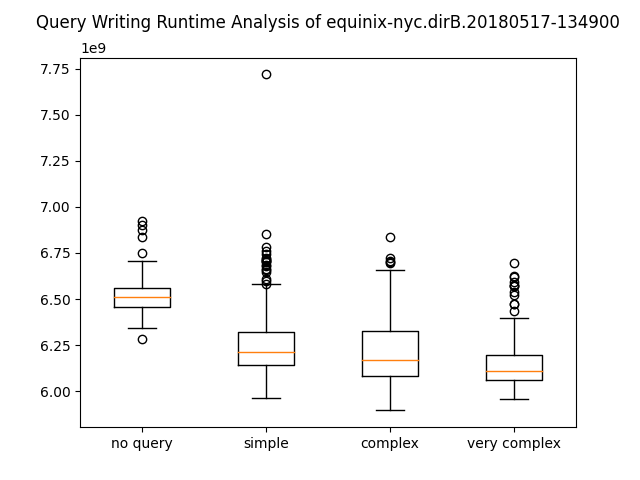 Query Writing Runtime Analysis of equinix-nyc.dirB.20180517-134900
1e9
7.75
7.50
7.25
7.00
6.75
6.50
6.25
6.00
no query simple complex very complex